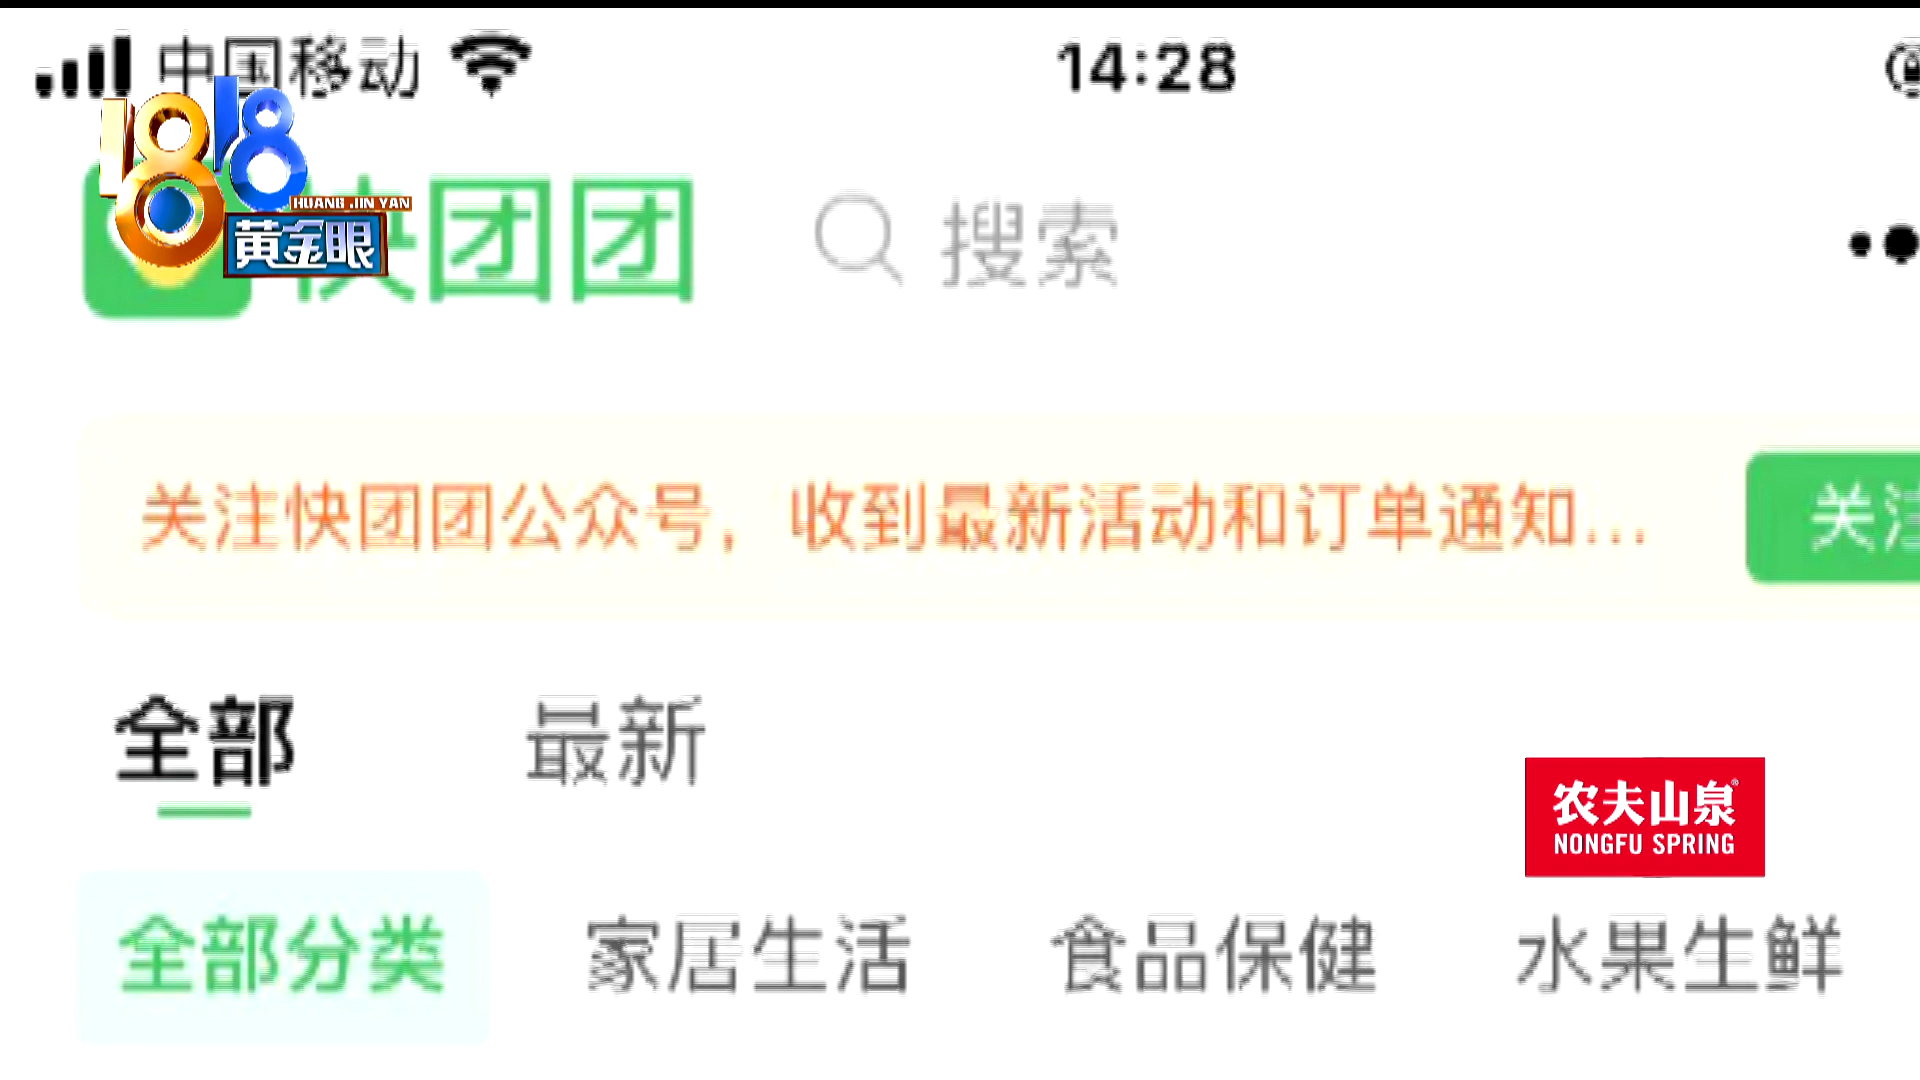 中国移动
14:28
1818
HUANG JIN YAN
黄金眼
快团团
搜索
关注快团团公众号，收到最新活动和订单通知...
关注
全部
最新
农夫山泉®
NONGFU SPRING
全部分类
家居生活
食品保健
水果生鲜